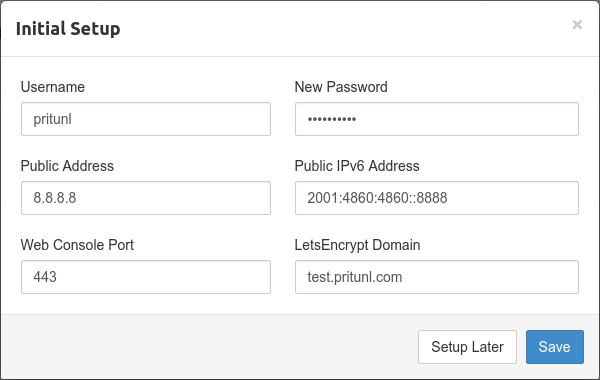 Initial Setup ×
Username New Password
pritunl ••••••••••
Public Address Public IPv6 Address
8.8.8.8 2001:4860:4860::8888
Web Console Port LetsEncrypt Domain
443 test.pritunl.com
Setup Later Save